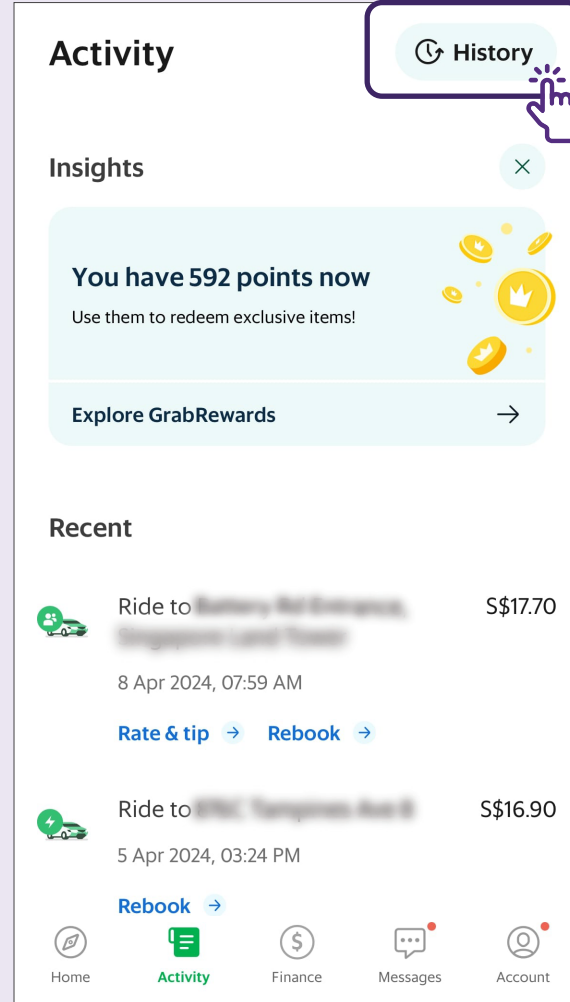 Activity
History
Insights
You have 592 points now
Use them to redeem exclusive items!
Explore GrabRewards
Recent
Ride to
S$17.70
8 Apr 2024, 07:59 AM
Rate & tip
Rebook
Ride to
S$16.90
5 Apr 2024, 03:24 PM
Rebook
Home
Activity
Finance
Messages
Account